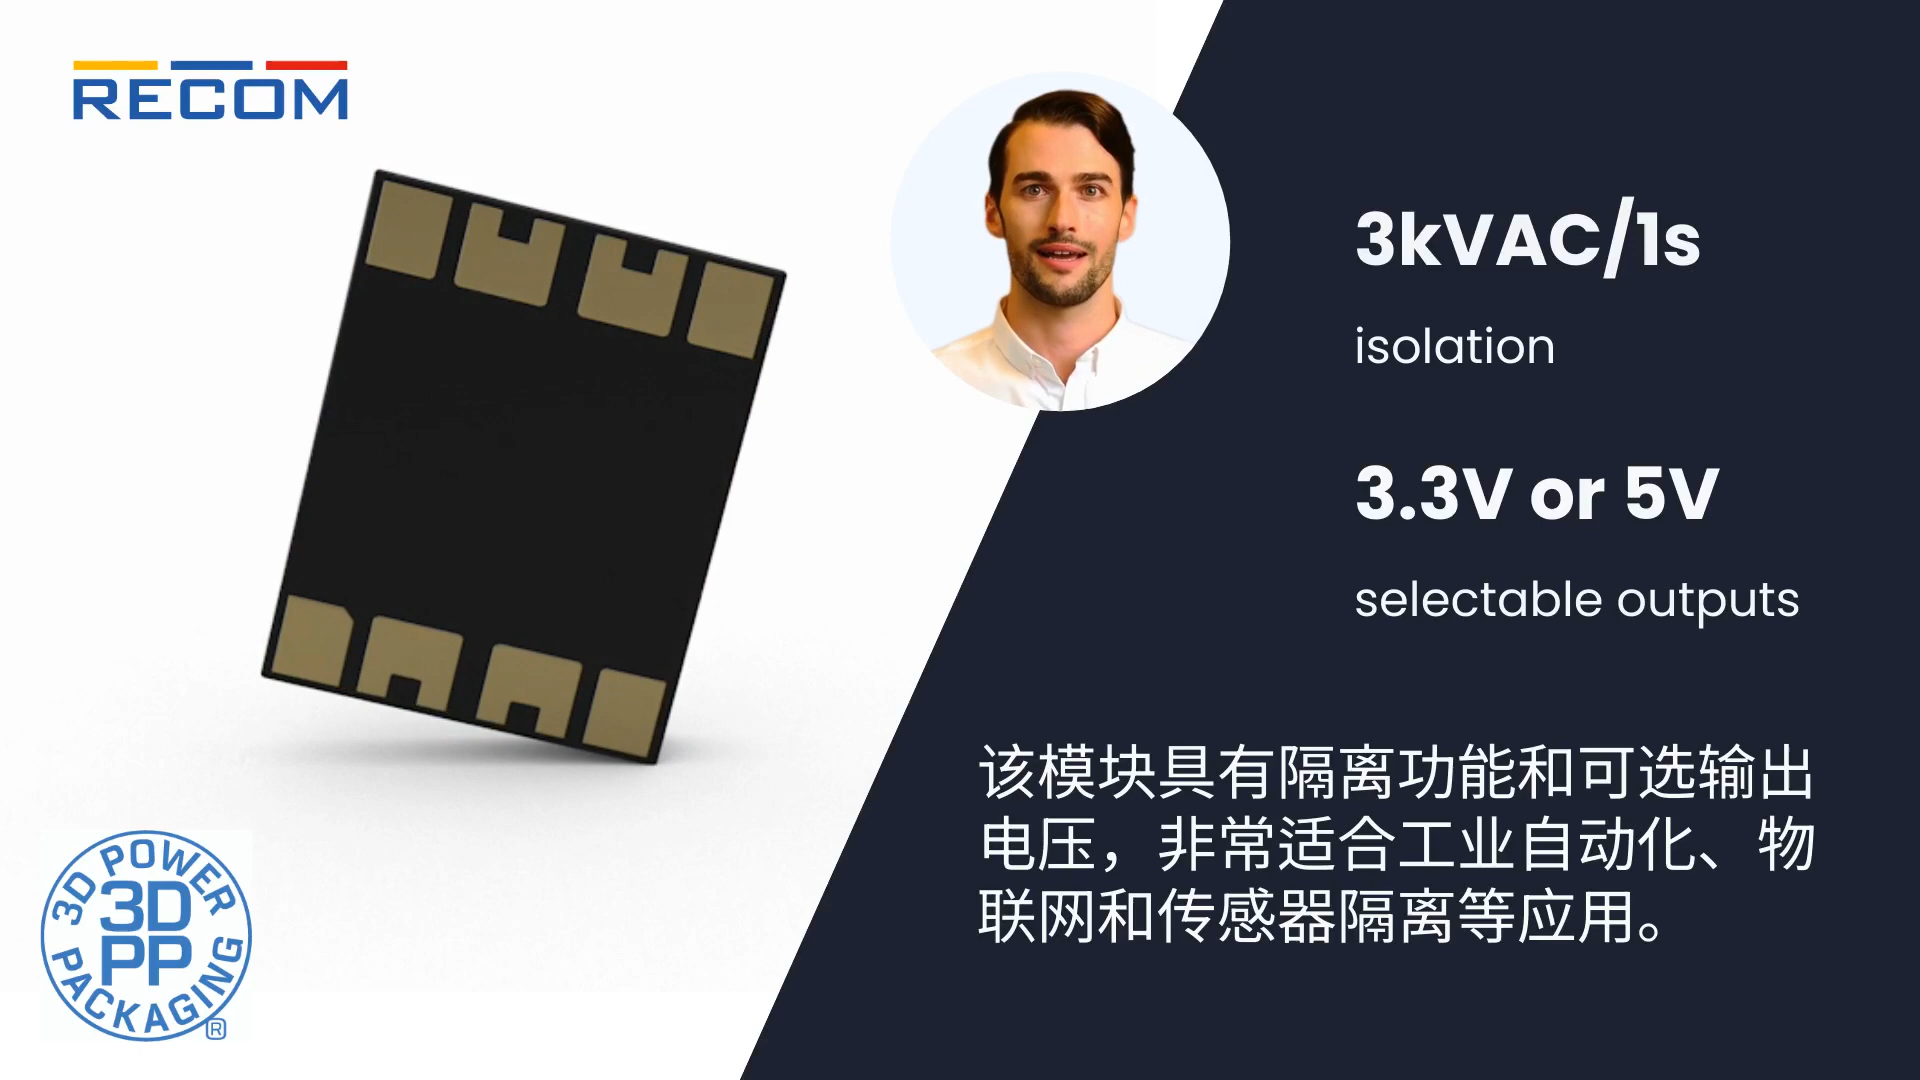 RECOM
3kVAC/1s
isolation
3.3V or 5V
selectable outputs
该模块具有隔离功能和可选输出
电压，非常适合工业自动化、物
联网和传感器隔离等应用。
3D POWER
3D
PP
PACKAGING
®